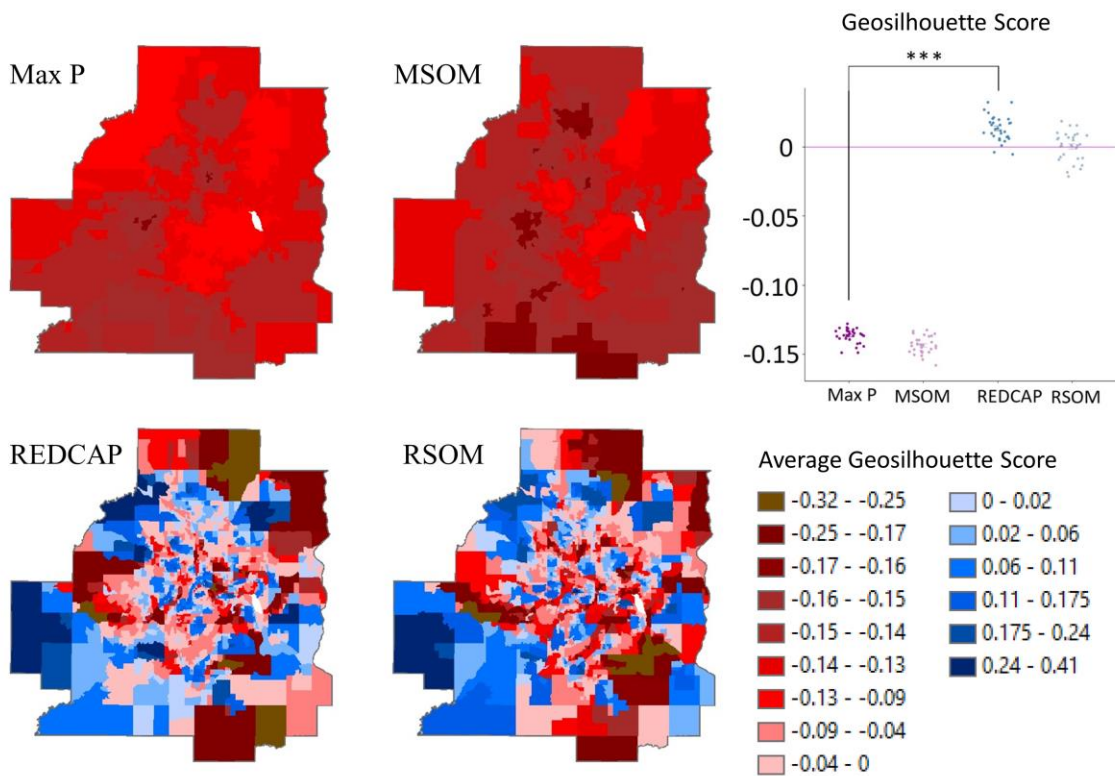 Max P
MSOM
Geosilhouette Score
***
0
-0.05
-0.10
-0.15
Max P
MSOM
REDCAP
RSOM
REDCAP
RSOM
Average Geosilhouette Score
-0.32 - -0.25
-0.25 - -0.17
-0.17 - -0.16
-0.16 - -0.15
-0.15 - -0.14
-0.14 - -0.13
-0.13 - -0.09
-0.09 - -0.04
-0.04 - 0
0 - 0.02
0.02 - 0.06
0.06 - 0.11
0.11 - 0.175
0.175 - 0.24
0.24 - 0.41